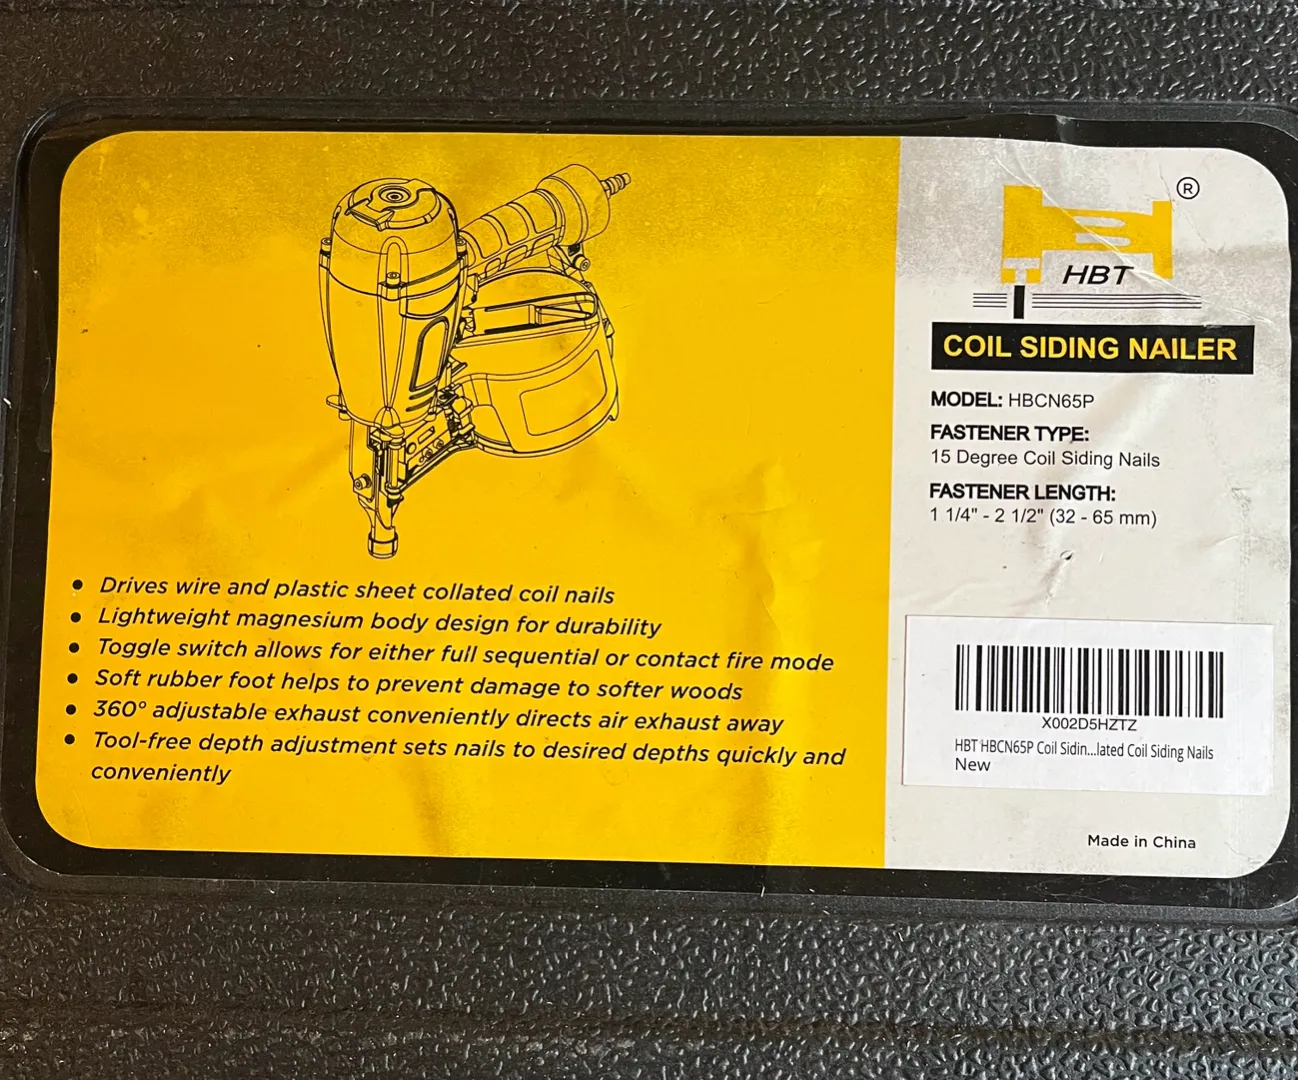 ®
HBT
COIL SIDING NAILER
MODEL: HBCN65P
FASTENER TYPE:
15 Degree Coil Siding Nails
FASTENER LENGTH:
1 1/4" - 2 1/2" (32 - 65 mm)
• Drives wire and plastic sheet collated coil nails
• Lightweight magnesium body design for durability
• Toggle switch allows for either full sequential or contact fire mode
• Soft rubber foot helps to prevent damage to softer woods
• 360° adjustable exhaust conveniently directs air exhaust away
• Tool-free depth adjustment sets nails to desired depths quickly and
conveniently
X002D5HZTZ
HBT HBCN65P Coil Sidin...lated Coil Siding Nails
New
Made in China